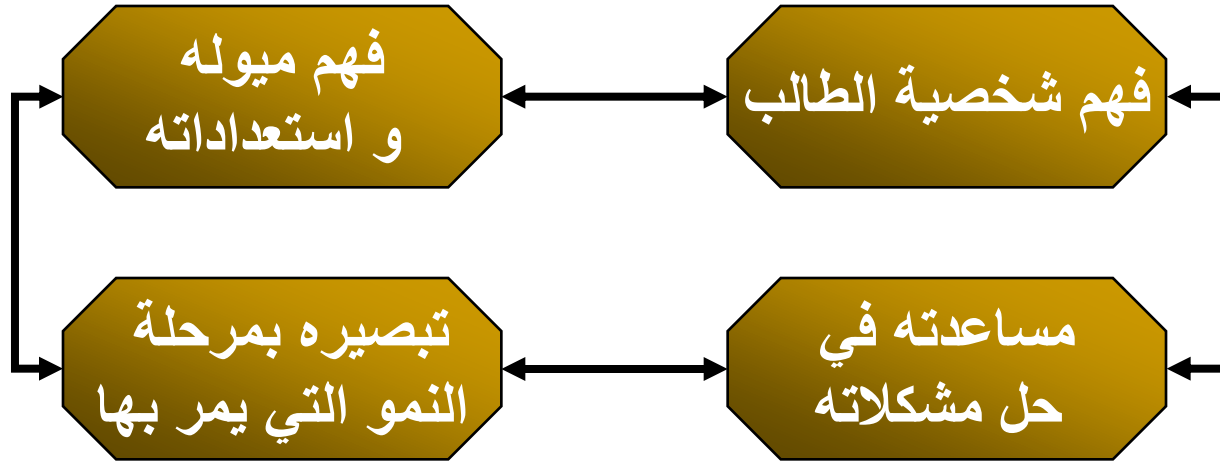 فهم شخصية الطالب
فهم ميوله
و استعداداته
مساعدته في
حل مشكلاته
تبصيره بمرحلة
النمو التي يمر بها